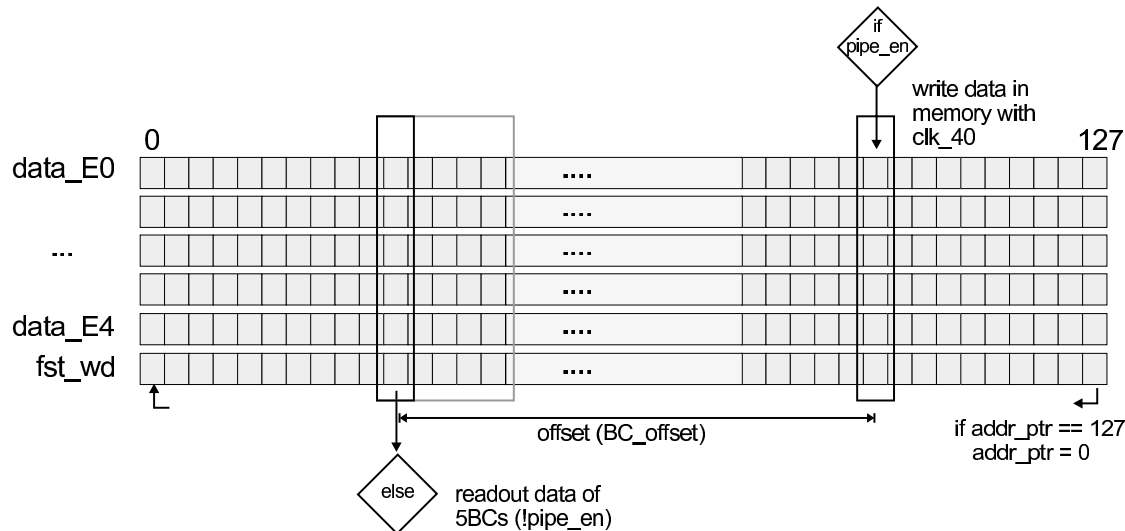 if
pipe_en
write data in
memory with
clk_40
0
127
data_E0
....
....
...
....
....
data_E4
....
fst_wd
....
offset (BC_offset)
if addr_ptr == 127
addr_ptr = 0
else
readout data of
5BCs (!pipe_en)